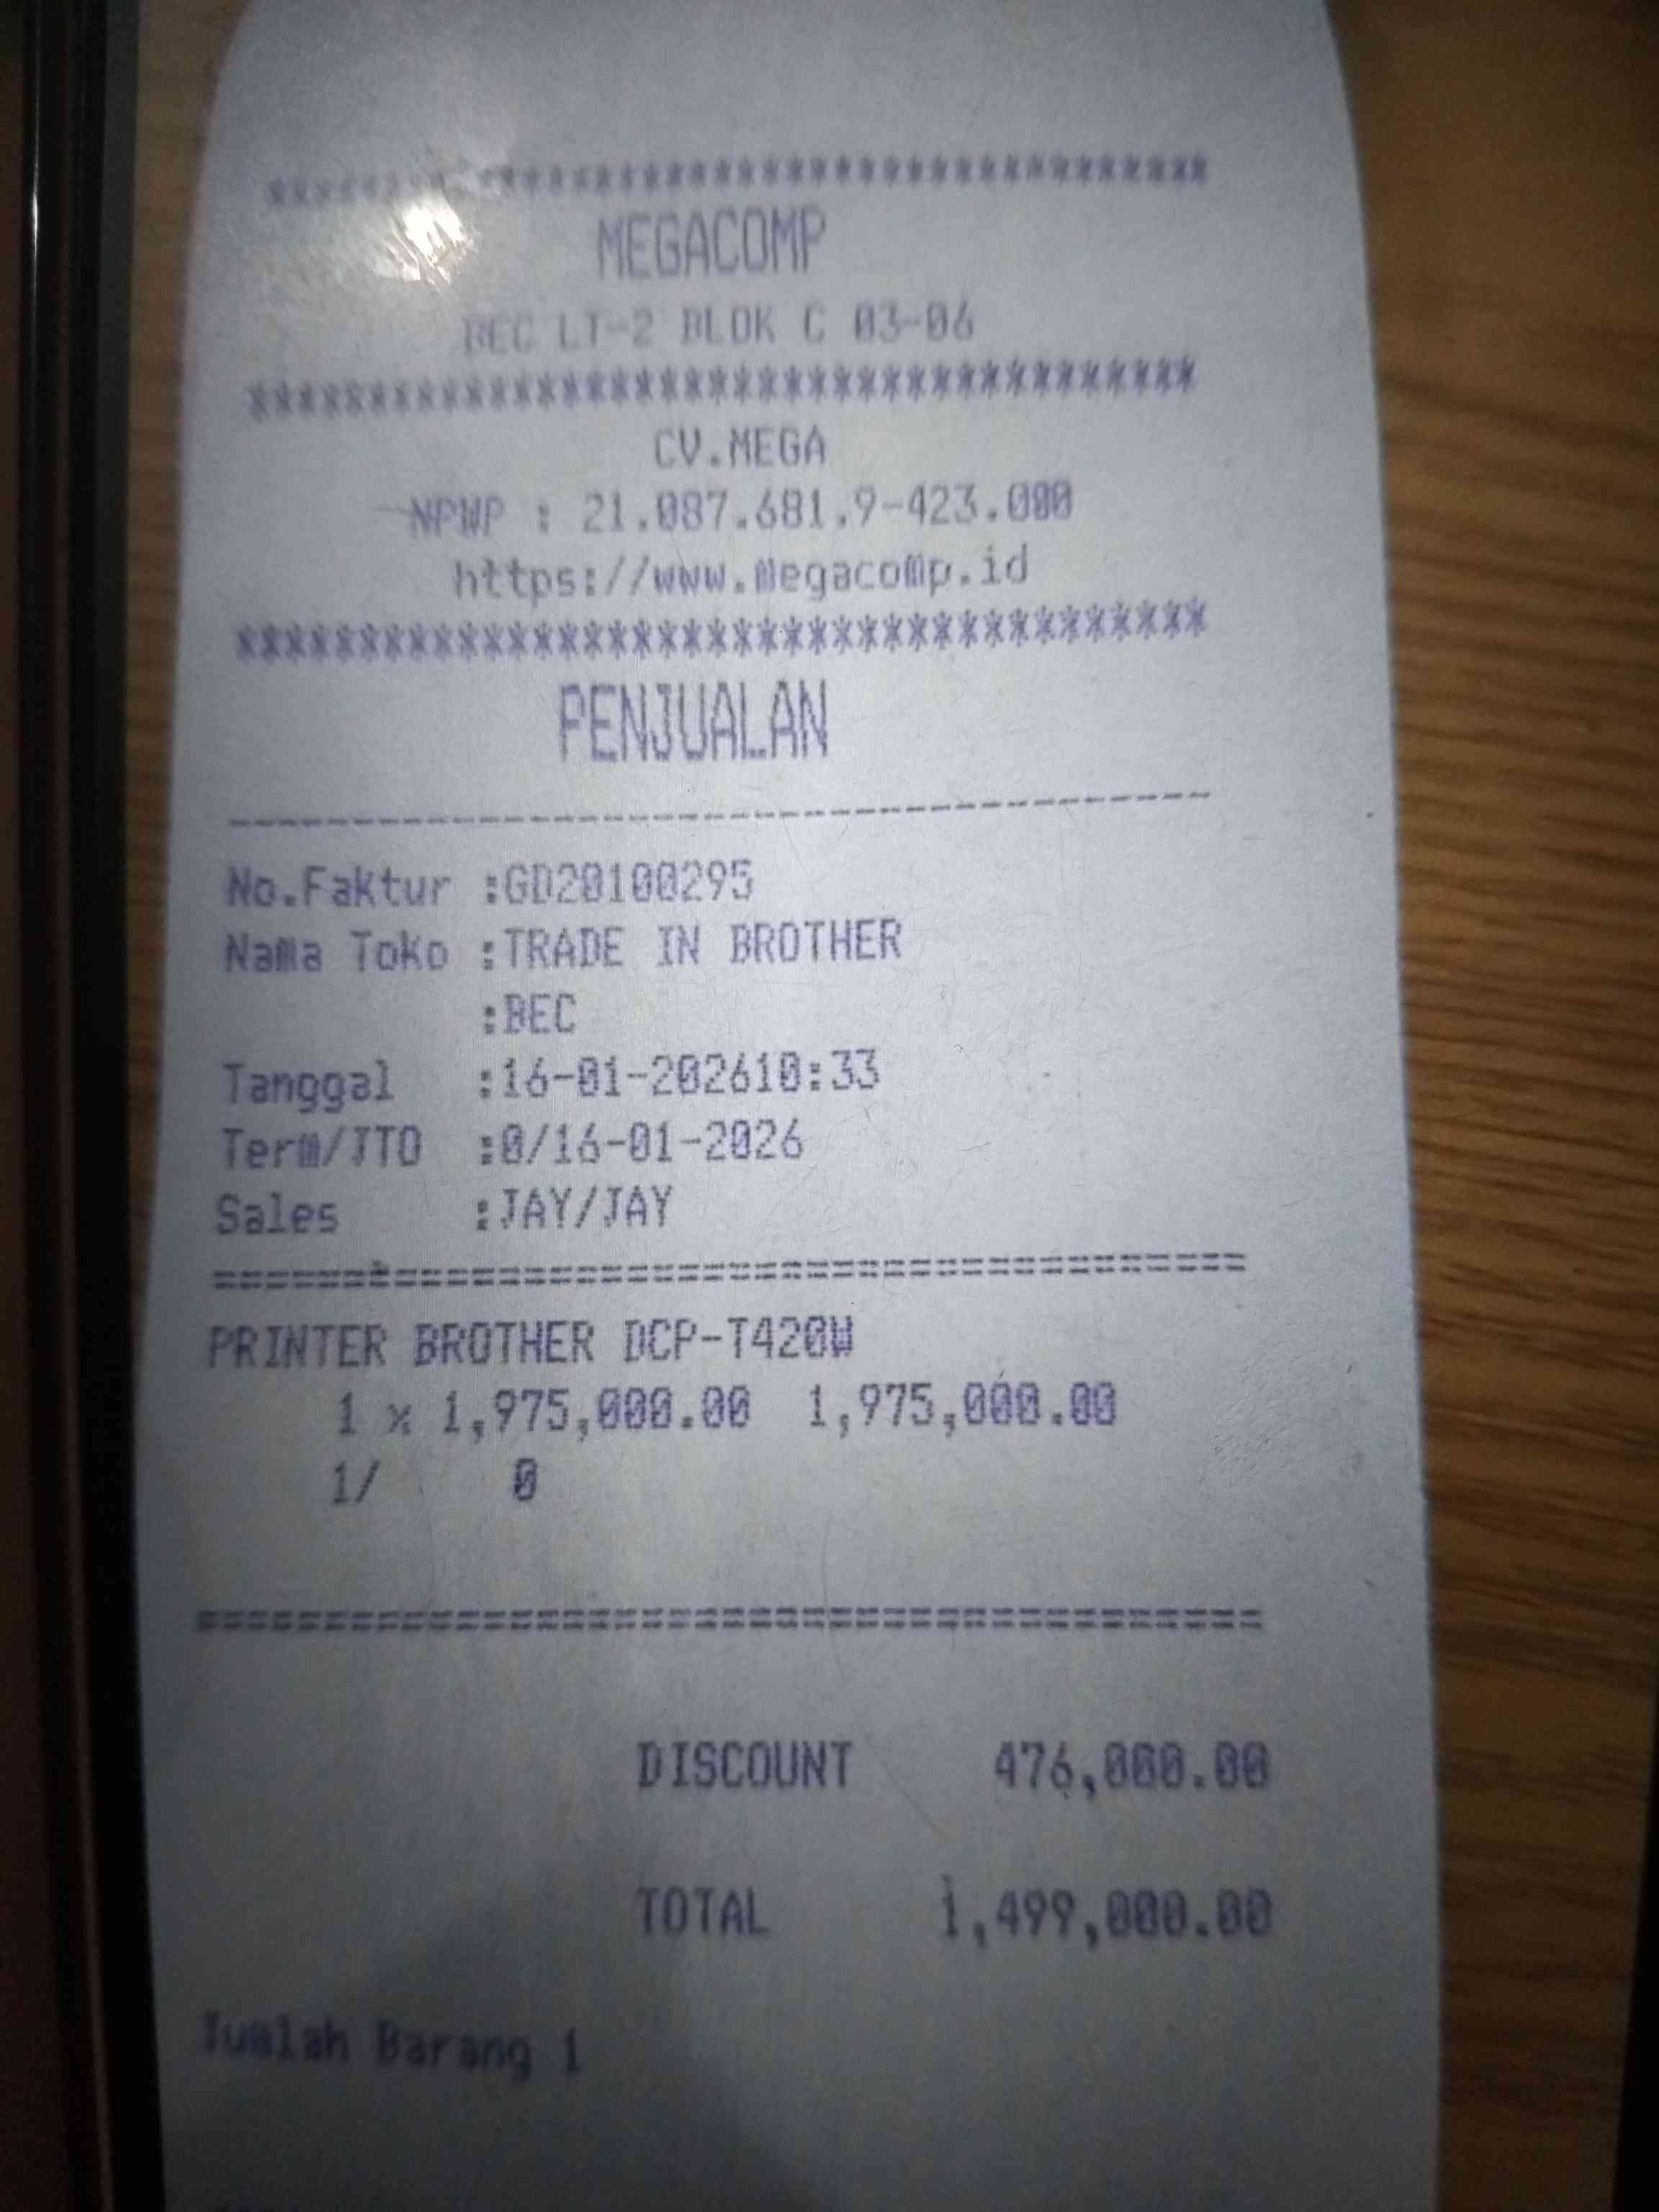 ***************************************
MEGACOMP
BEC LT-2 BLOK C 03-06
***************************************
CV.MEGA
NPWP : 21.087.681.9-423.000
https://www.megacomp.id
***************************************
PENJUALAN
----------------------------------------
No.Faktur :GD20100295
Nama Toko :TRADE IN BROTHER
:BEC
Tanggal :16-01-202610:33
Term/JTO :0/16-01-2026
Sales :JAY/JAY
========================================
PRINTER BROTHER DCP-T420W
1 x 1,975,000.00 1,975,000.00
1/ 0
========================================
DISCOUNT 476,000.00
TOTAL 1,499,000.00
Jumlah Barang 1